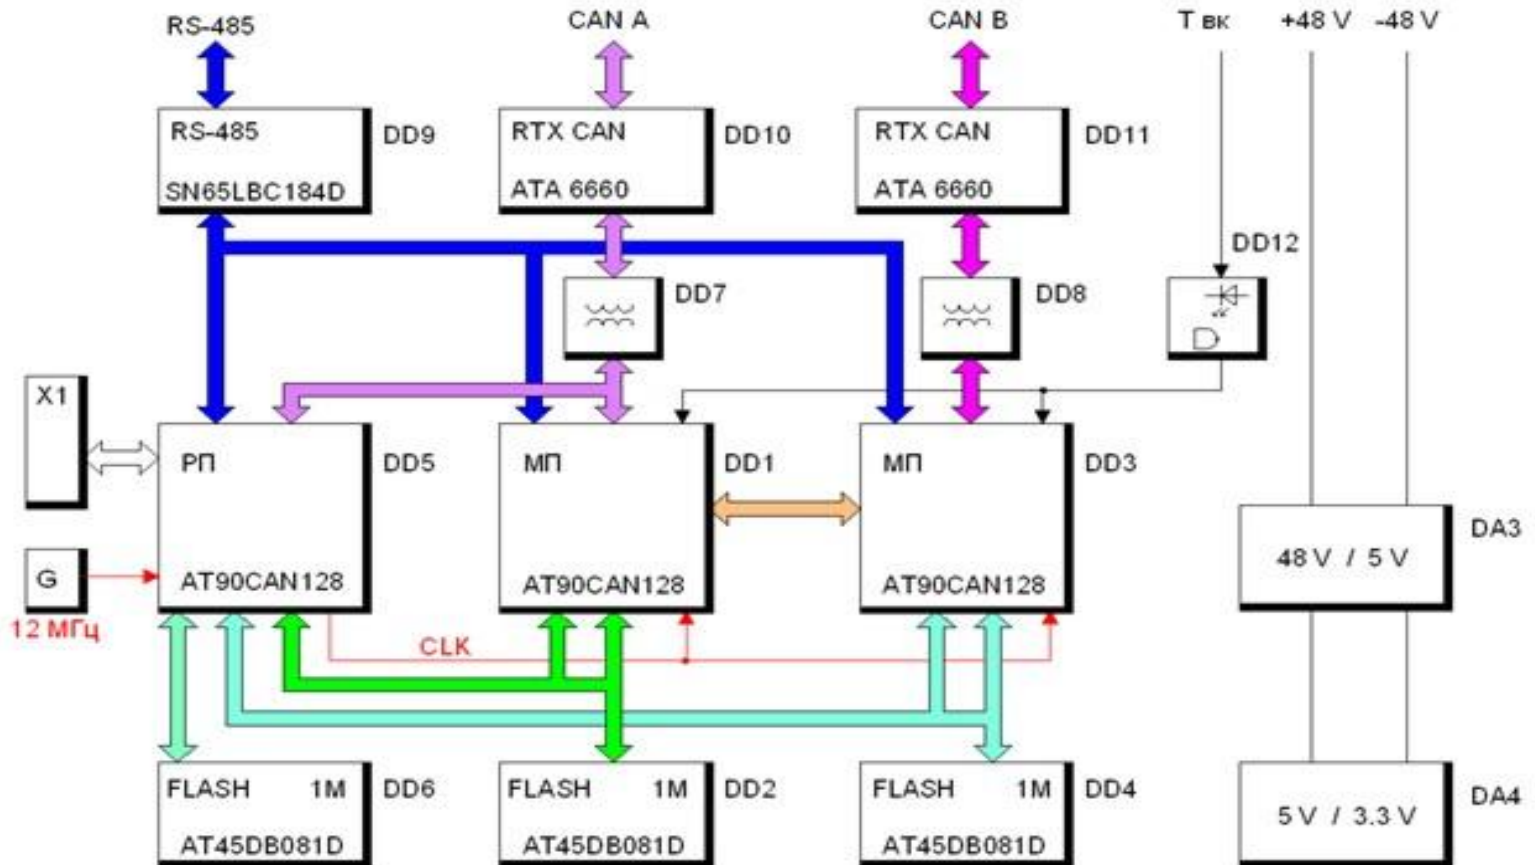 RS-485
CAN A
CAN B
Т вк
+48 V
-48 V
RS-485
SN65LBC184D
DD9
RTX CAN
ATA 6660
DD10
RTX CAN
ATA 6660
DD11
DD12
DD7
DD8
X1
РП
AT90CAN128
DD5
МП
AT90CAN128
DD1
МП
AT90CAN128
DD3
G
12 МГц
CLK
48 V / 5 V
DA3
FLASH 1M
AT45DB081D
DD6
FLASH 1M
AT45DB081D
DD2
FLASH 1M
AT45DB081D
DD4
5 V / 3.3 V
DA4